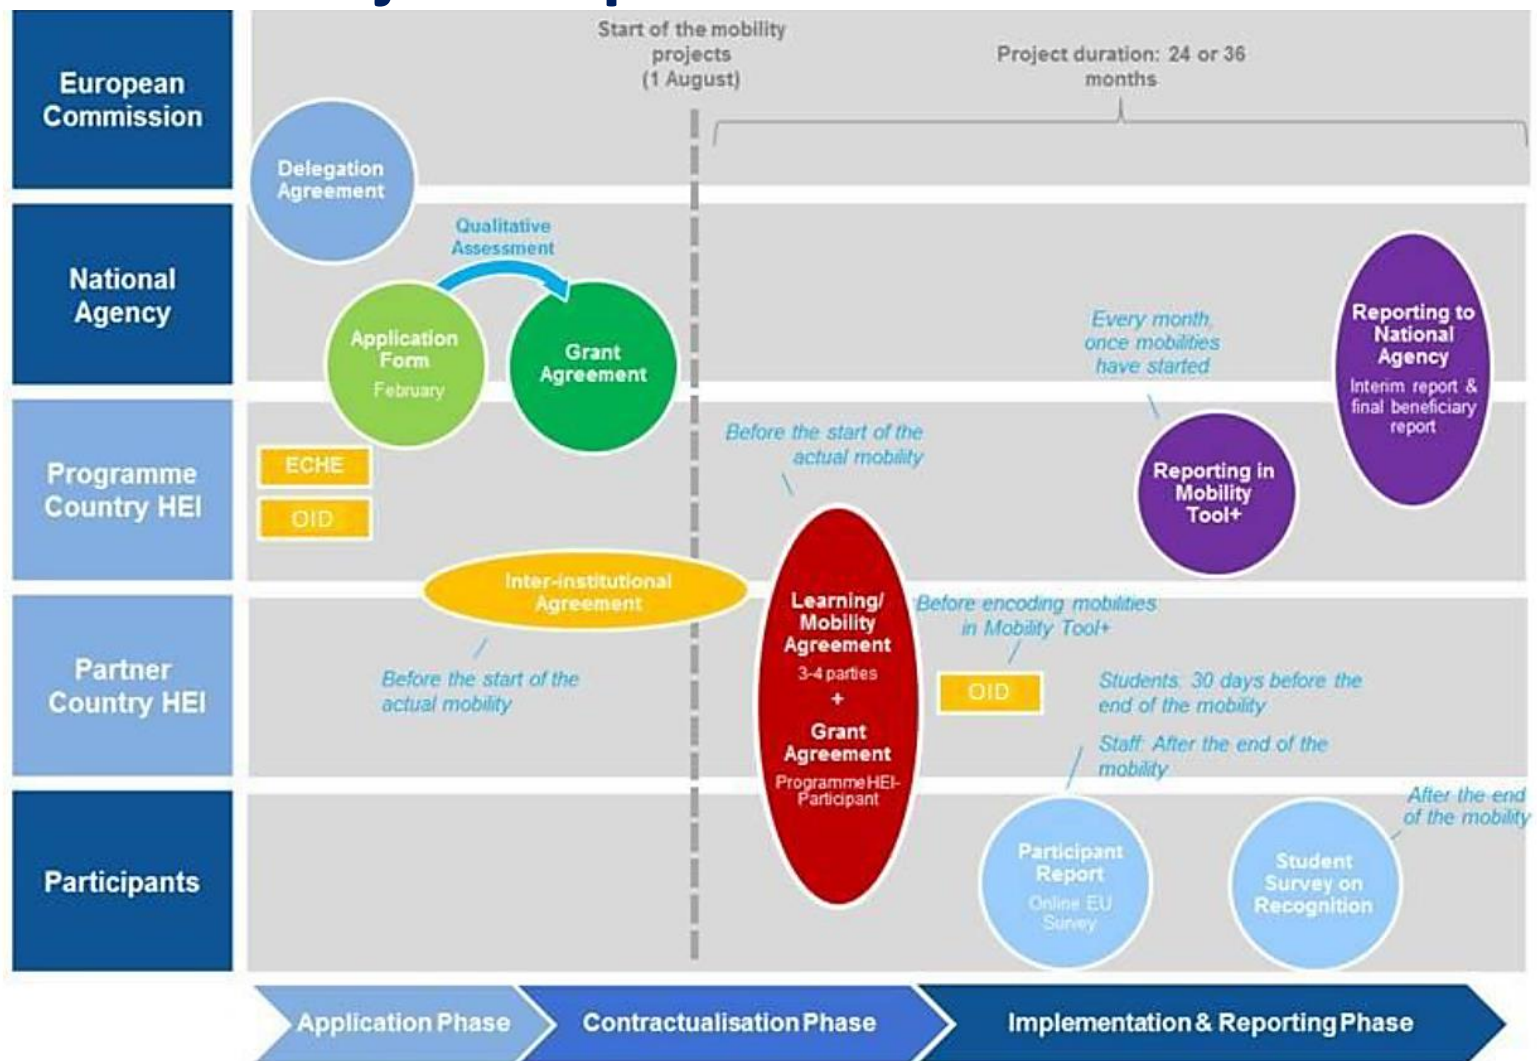 European
Commission
Start of the mobility
projects
(1 August)
Project duration: 24 or 36
months
Delegation
Agreement
National
Agency
Qualitative
Assessment
Application
Form
February
Grant
Agreement
Every month,
once mobilities
have started
Reporting to
National
Agency
Interim report &
final beneficiary
report
Programme
Country HEI
ECHE
OID
Before the start of the
actual mobility
Reporting in
Mobility
Tool+
Inter-institutional
Agreement
Partner
Country HEI
Before the start of the
actual mobility
Learning/
Mobility
Agreement
3-4 parties
+
Grant
Agreement
ProgrammeHEI-
Participant
Before encoding mobilities
in Mobility Tool+
OID
Students: 30 days before the
end of the mobility
Staff: After the end of the
mobility
Participants
Participant
Report
Online EU
Survey
Student
Survey on
Recognition
After the end
of the mobility
Application Phase
Contractualisation Phase
Implementation & Reporting Phase